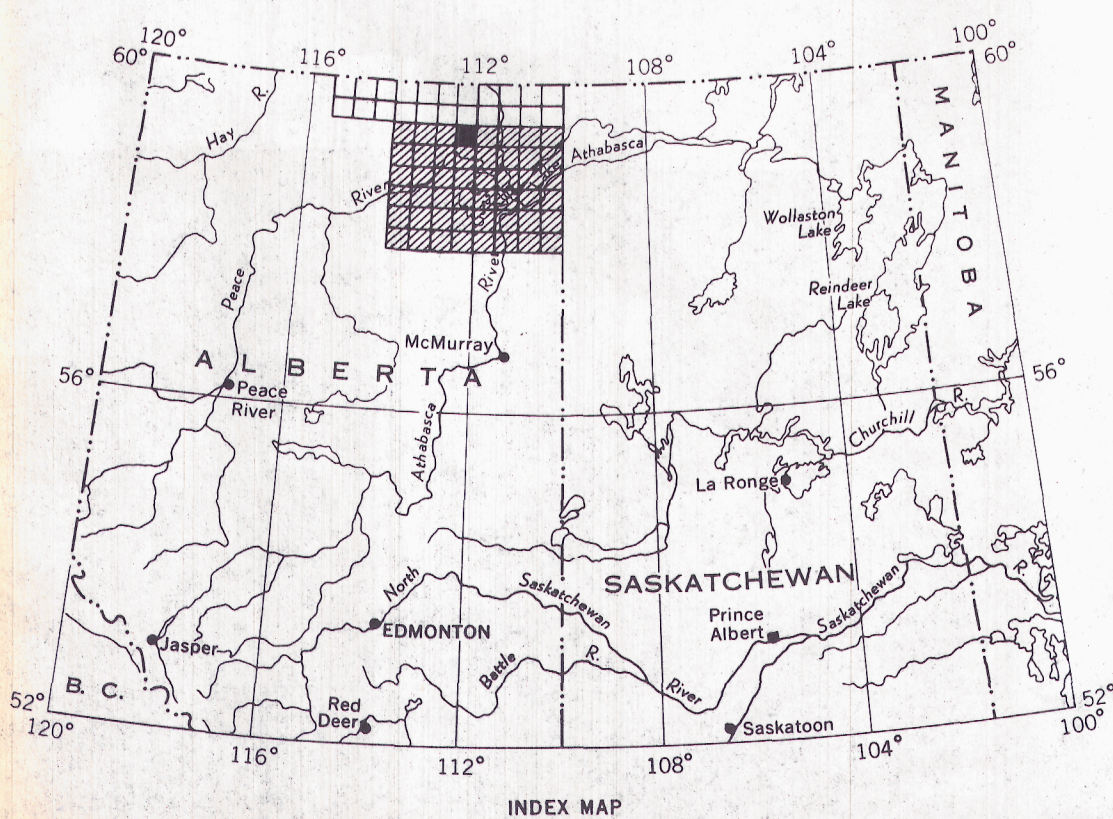 120°
116°
112°
108°
104°
100°
60°
60°
Hay R.
Peace
River
Athabasca
River
McMurray
Athabasca
Wollaston
Lake
Reindeer
Lake
MANITOBA
ALBERTA
56°
56°
Peace
River
Churchill R.
La Ronge
SASKATCHEWAN
North
Saskatchewan
River
Saskatchewan
R.
Prince
Albert
Jasper
EDMONTON
Battle
R.
B. C.
Red
Deer
Saskatoon
52°
52°
120°
116°
112°
108°
104°
100°
INDEX MAP